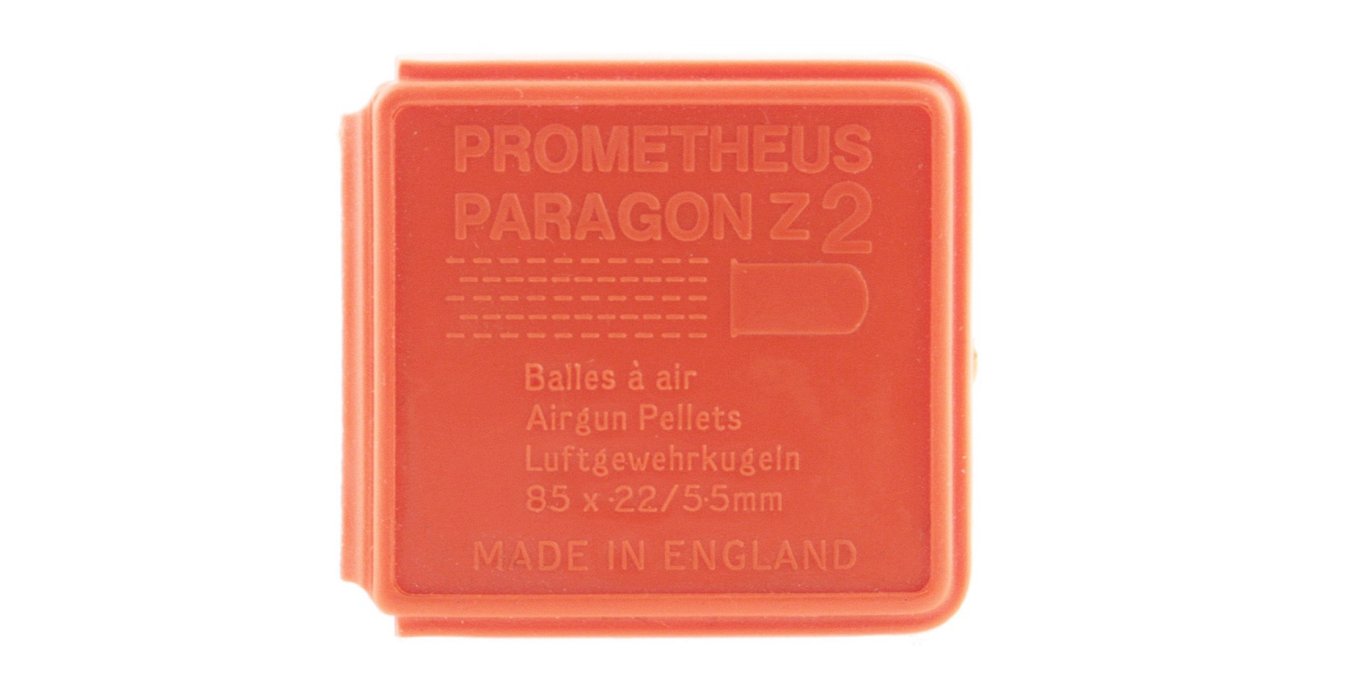 PROMETHEUS
PARAGON Z2
Balles à air
Airgun Pellets
Luftgewehrkugeln
85 x ·22/5·5mm
MADE IN ENGLAND